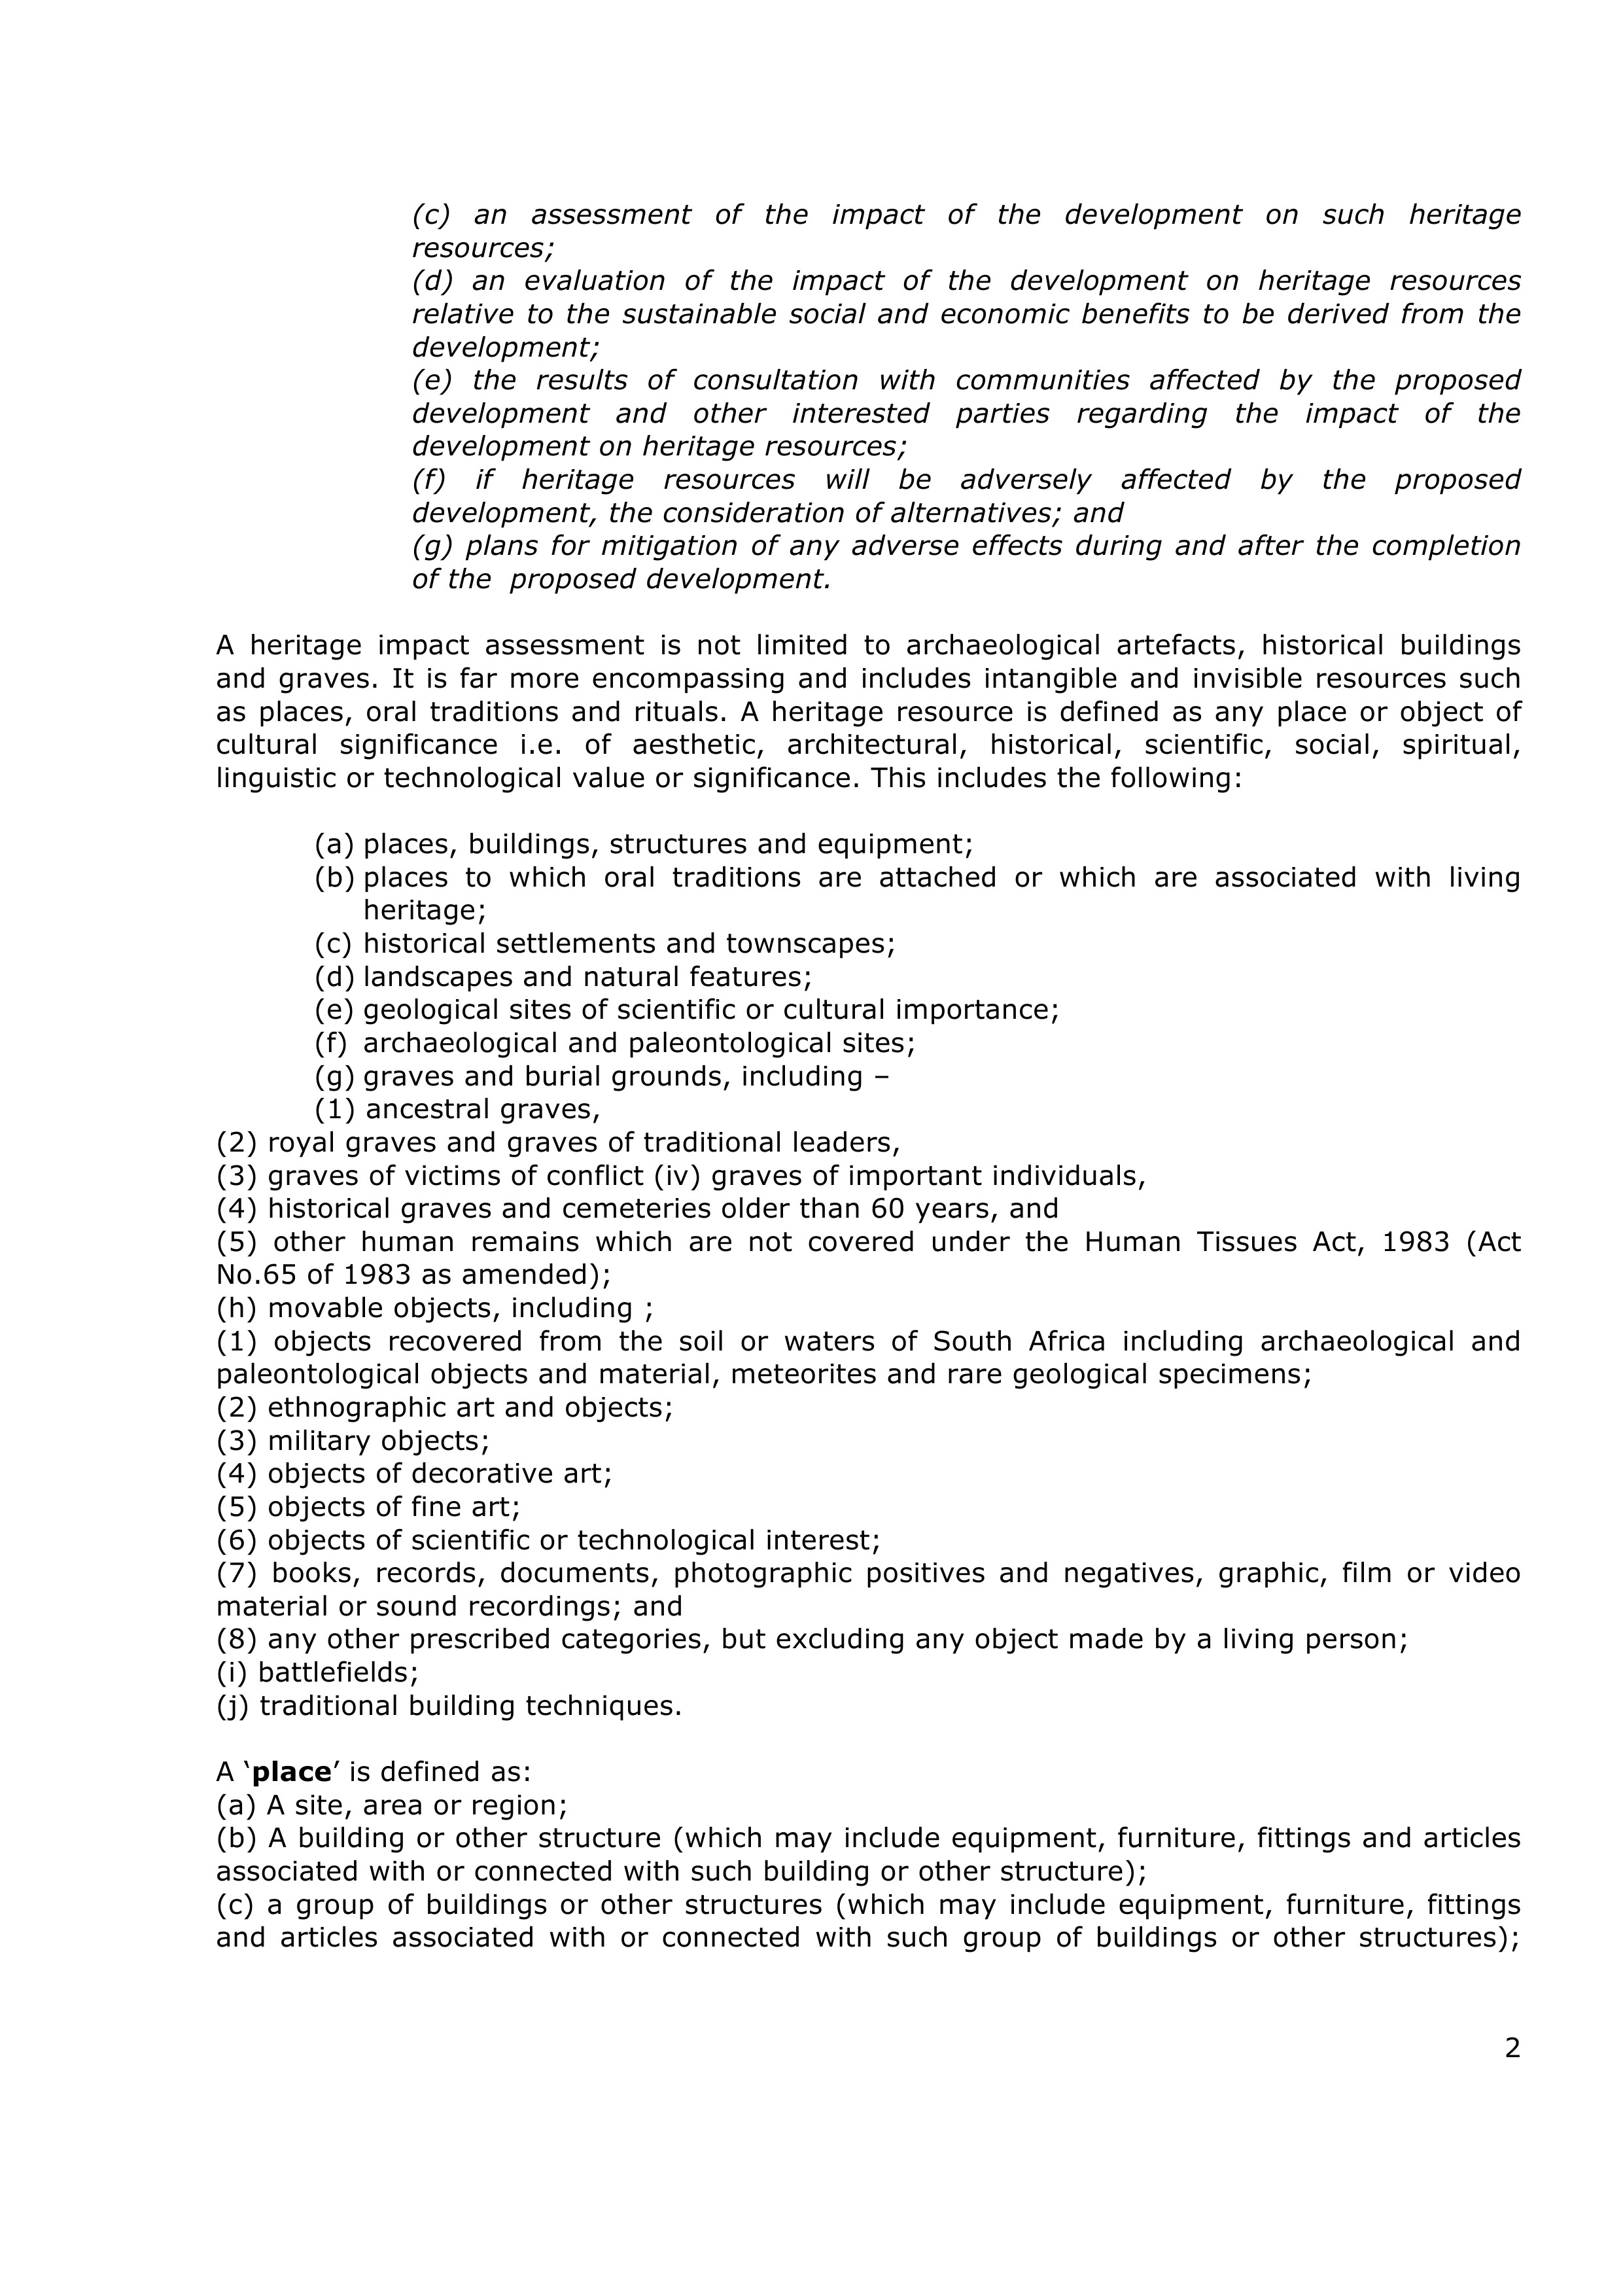 (c) an assessment of the impact of the development on such heritage
resources;
(d) an evaluation of the impact of the development on heritage resources
relative to the sustainable social and economic benefits to be derived from the
development;
(e) the results of consultation with communities affected by the proposed
development and other interested parties regarding the impact of the
development on heritage resources;
(f) if heritage resources will be adversely affected by the proposed
development, the consideration of alternatives; and
(g) plans for mitigation of any adverse effects during and after the completion
of the  proposed development.
A heritage impact assessment is not limited to archaeological artefacts, historical buildings
and graves. It is far more encompassing and includes intangible and invisible resources such
as places, oral traditions and rituals. A heritage resource is defined as any place or object of
cultural significance i.e. of aesthetic, architectural, historical, scientific, social, spiritual,
linguistic or technological value or significance. This includes the following:
(a) places, buildings, structures and equipment;
(b) places to which oral traditions are attached or which are associated with living
heritage;
(c) historical settlements and townscapes;
(d) landscapes and natural features;
(e) geological sites of scientific or cultural importance;
(f) archaeological and paleontological sites;
(g) graves and burial grounds, including –
(1) ancestral graves,
(2) royal graves and graves of traditional leaders,
(3) graves of victims of conflict (iv) graves of important individuals,
(4) historical graves and cemeteries older than 60 years, and
(5) other human remains which are not covered under the Human Tissues Act, 1983 (Act
No.65 of 1983 as amended);
(h) movable objects, including ;
(1) objects recovered from the soil or waters of South Africa including archaeological and
paleontological objects and material, meteorites and rare geological specimens;
(2) ethnographic art and objects;
(3) military objects;
(4) objects of decorative art;
(5) objects of fine art;
(6) objects of scientific or technological interest;
(7) books, records, documents, photographic positives and negatives, graphic, film or video
material or sound recordings; and
(8) any other prescribed categories, but excluding any object made by a living person;
(i) battlefields;
(j) traditional building techniques.
A ‘place’ is defined as:
(a) A site, area or region;
(b) A building or other structure (which may include equipment, furniture, fittings and articles
associated with or connected with such building or other structure);
(c) a group of buildings or other structures (which may include equipment, furniture, fittings
and articles associated with or connected with such group of buildings or other structures);
2